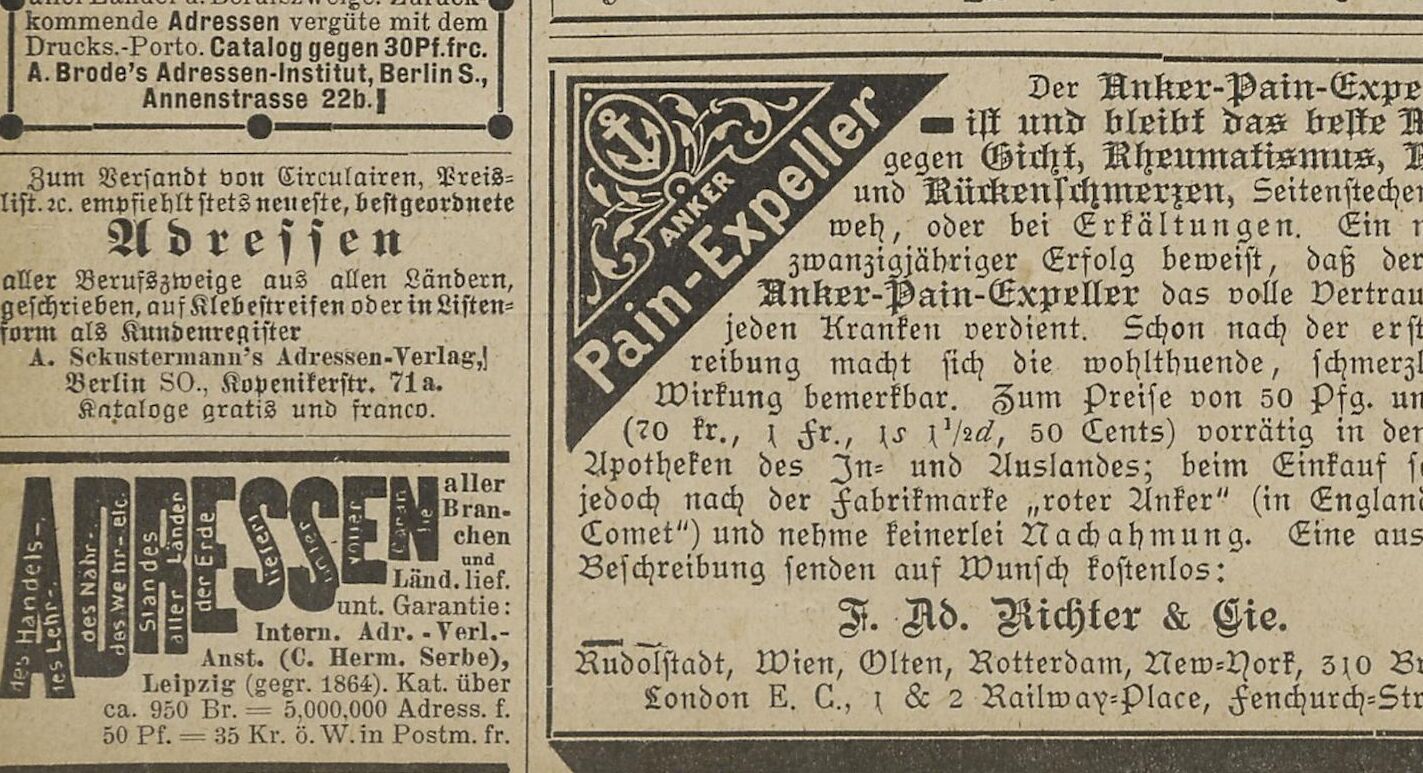 kommende Adressen vergüte mit dem
Drucks.-Porto. Catalog gegen 30Pf.frc.
A. Brode's Adressen-Institut, Berlin S.,
Annenstrasse 22b.
Zum Versandt von Circulairen, Preis=
list. ꝛc. empfiehlt stets neueste, bestgeordnete
Adressen
aller Berufszweige aus allen Ländern,
geschrieben, auf Klebestreifen oder in Listen=
form als Kundenregister
A. Schustermann's Adressen-Verlag,
Berlin SO., Kopenikerstr. 71a.
Kataloge gratis und franco.
ADRESSEN
des Handels-,
des Lehr-,
des Nähr-,
des Wehr- etc.
Standes
aller Länder
der Erde
liefert
unter
voller
Garan
tie
aller
Bran-
chen
und
Länd. lief.
unt. Garantie:
Intern. Adr.-Verl.-
Anst. (C. Herm. Serbe),
Leipzig (gegr. 1864). Kat. über
ca. 950 Br. = 5,000,000 Adress. f.
50 Pf. = 35 Kr. ö. W. in Postm. fr.
ANKER
Pain-Expeller
Der Anker-Pain-Expe
ist und bleibt das beste
gegen Gicht, Rheumatismus,
und Rückenschmerzen, Seitenstechen
weh, oder bei Erkältungen. Ein
zwanzigjähriger Erfolg beweist, daß der
Anker-Pain-Expeller das volle Vertrau
jeden Kranken verdient. Schon nach der erst
reibung macht sich die wohlthuende, schmerzl
Wirkung bemerkbar. Zum Preise von 50 Pfg. un
(70 kr., 1 Fr., 1s 1½d, 50 Cents) vorrätig in den
Apotheken des In= und Auslandes; beim Einkauf s
jedoch nach der Fabrikmarke „roter Anker“ (in England
Comet“) und nehme keinerlei Nachahmung. Eine aus
Beschreibung senden auf Wunsch kostenlos:
F. Ad. Richter & Cie.
Rudolstadt, Wien, Olten, Rotterdam, New=York, 310 Br
London E. C., 1 & 2 Railway=Place, Fenchurch=Str